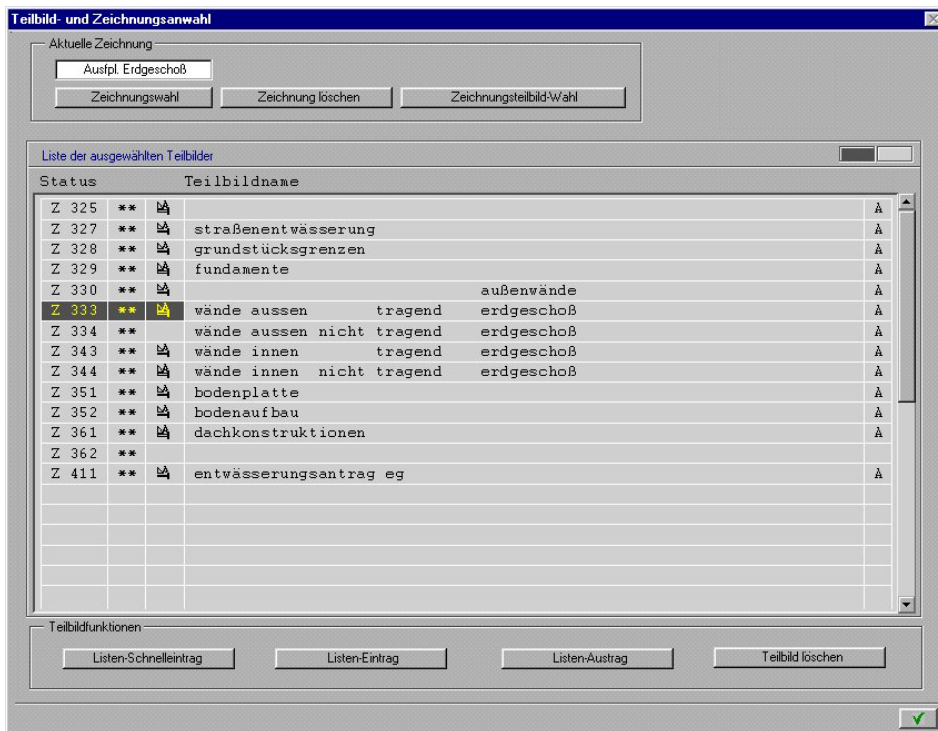 Teilbild- und Zeichnungsanwahl
Aktuelle Zeichnung
Ausfpl. Erdgeschoß
Zeichnungswahl Zeichnung löschen Zeichnungsteilbild-Wahl
Liste der ausgewählten Teilbilder
Status Teilbildname
Z 325 ** A
Z 327 ** straßenentwässerung A
Z 328 ** grundstücksgrenzen A
Z 329 ** fundamente A
Z 330 ** außenwände A
Z 333 ** wände aussen tragend erdgeschoß A
Z 334 ** wände aussen nicht tragend erdgeschoß A
Z 343 ** wände innen tragend erdgeschoß A
Z 344 ** wände innen nicht tragend erdgeschoß A
Z 351 ** bodenplatte A
Z 352 ** bodenaufbau A
Z 361 ** dachkonstruktionen A
Z 362 **
Z 411 ** entwässerungsantrag eg A
Teilbildfunktionen
Listen-Schnelleintrag Listen-Eintrag Listen-Austrag Teilbild löschen